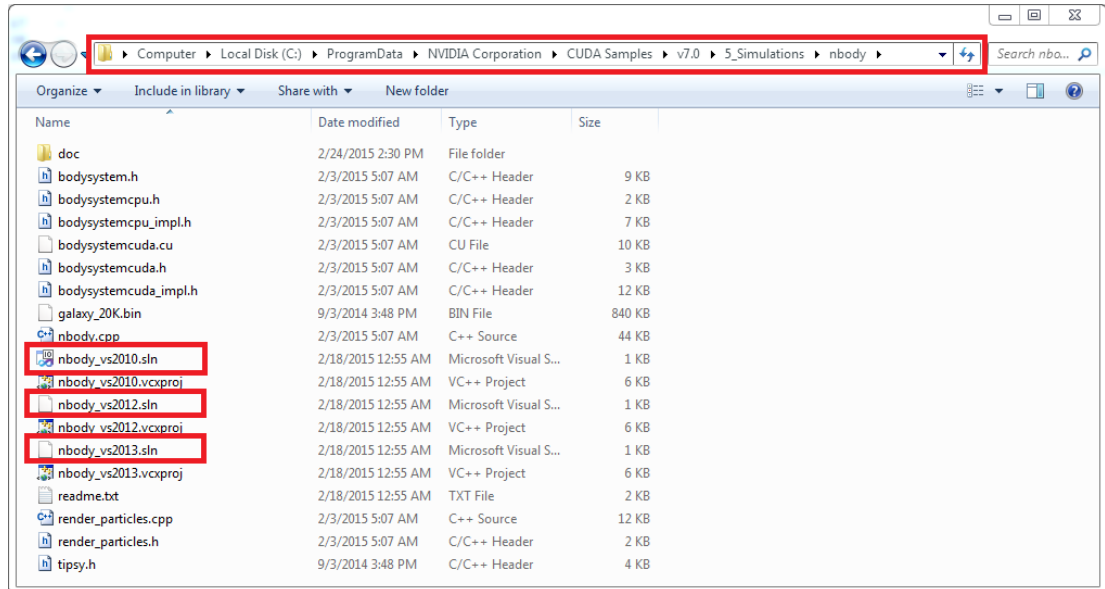 Computer Local Disk (C:) ProgramData NVIDIA Corporation CUDA Samples v7.0 5_Simulations nbody Search nbo...
Organize Include in library Share with New folder
Name Date modified Type Size
doc 2/24/2015 2:30 PM File folder
bodysystem.h 2/3/2015 5:07 AM C/C++ Header 9 KB
bodysystemcpu.h 2/3/2015 5:07 AM C/C++ Header 2 KB
bodysystemcpu_impl.h 2/3/2015 5:07 AM C/C++ Header 7 KB
bodysystemcuda.cu 2/3/2015 5:07 AM CU File 10 KB
bodysystemcuda.h 2/3/2015 5:07 AM C/C++ Header 3 KB
bodysystemcuda_impl.h 2/3/2015 5:07 AM C/C++ Header 12 KB
galaxy_20K.bin 9/3/2014 3:48 PM BIN File 840 KB
nbody.cpp 2/3/2015 5:07 AM C++ Source 44 KB
nbody_vs2010.sln 2/18/2015 12:55 AM Microsoft Visual S... 1 KB
nbody_vs2010.vcxproj 2/18/2015 12:55 AM VC++ Project 6 KB
nbody_vs2012.sln 2/18/2015 12:55 AM Microsoft Visual S... 1 KB
nbody_vs2012.vcxproj 2/18/2015 12:55 AM VC++ Project 6 KB
nbody_vs2013.sln 2/18/2015 12:55 AM Microsoft Visual S... 1 KB
nbody_vs2013.vcxproj 2/18/2015 12:55 AM VC++ Project 6 KB
readme.txt 2/18/2015 12:55 AM TXT File 2 KB
render_particles.cpp 2/3/2015 5:07 AM C++ Source 12 KB
render_particles.h 2/3/2015 5:07 AM C/C++ Header 2 KB
tipsy.h 9/3/2014 3:48 PM C/C++ Header 4 KB